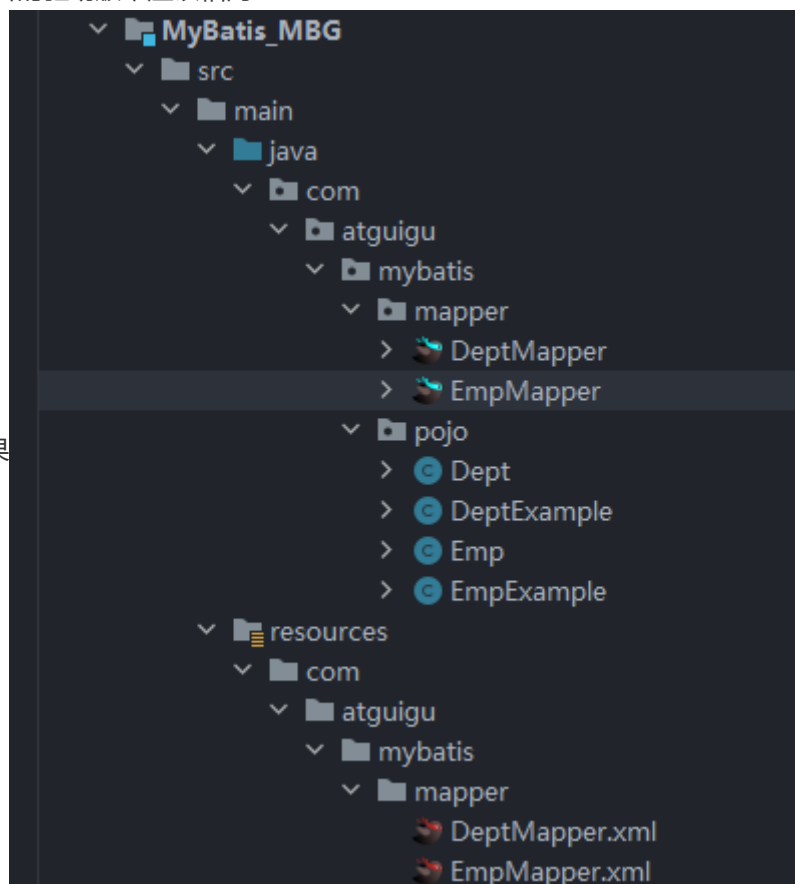 MyBatis_MBG
src
main
java
com
atguigu
mybatis
mapper
DeptMapper
EmpMapper
果
pojo
Dept
DeptExample
Emp
EmpExample
resources
com
atguigu
mybatis
mapper
DeptMapper.xml
EmpMapper.xml